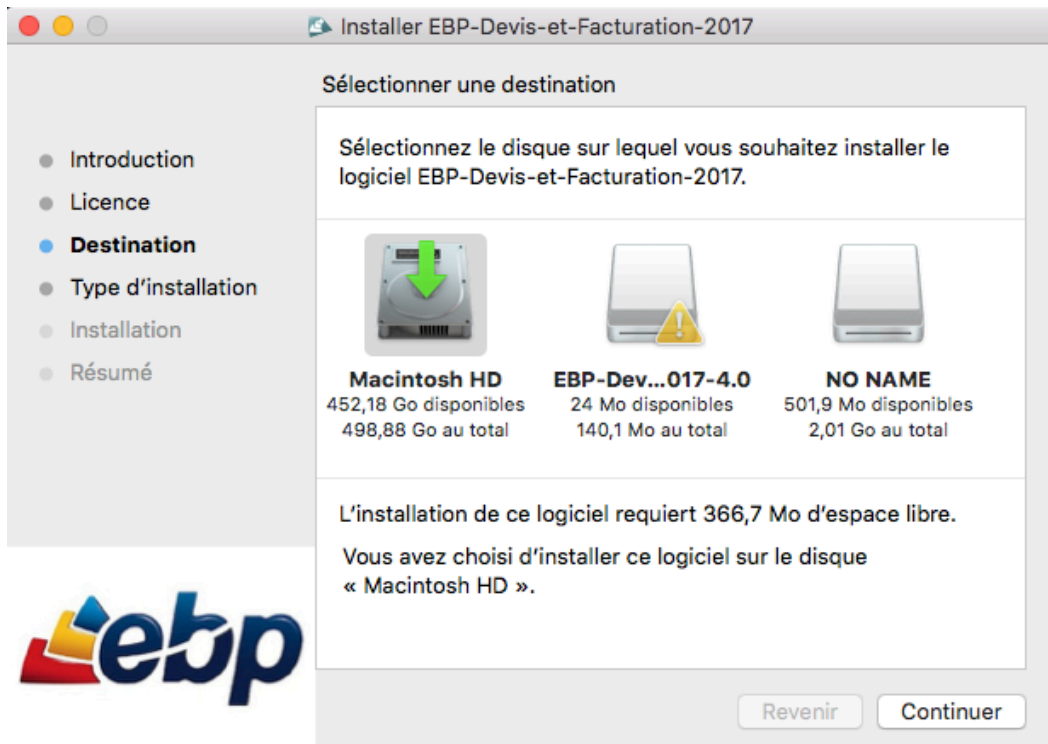 Installer EBP-Devis-et-Facturation-2017
Sélectionner une destination
Introduction
Licence
Destination
Type d'installation
Installation
Résumé
Sélectionnez le disque sur lequel vous souhaitez installer le
logiciel EBP-Devis-et-Facturation-2017.
Macintosh HD
452,18 Go disponibles
498,88 Go au total
EBP-Dev...017-4.0
24 Mo disponibles
140,1 Mo au total
NO NAME
501,9 Mo disponibles
2,01 Go au total
L'installation de ce logiciel requiert 366,7 Mo d'espace libre.
Vous avez choisi d'installer ce logiciel sur le disque
« Macintosh HD ».
ebp
Revenir
Continuer